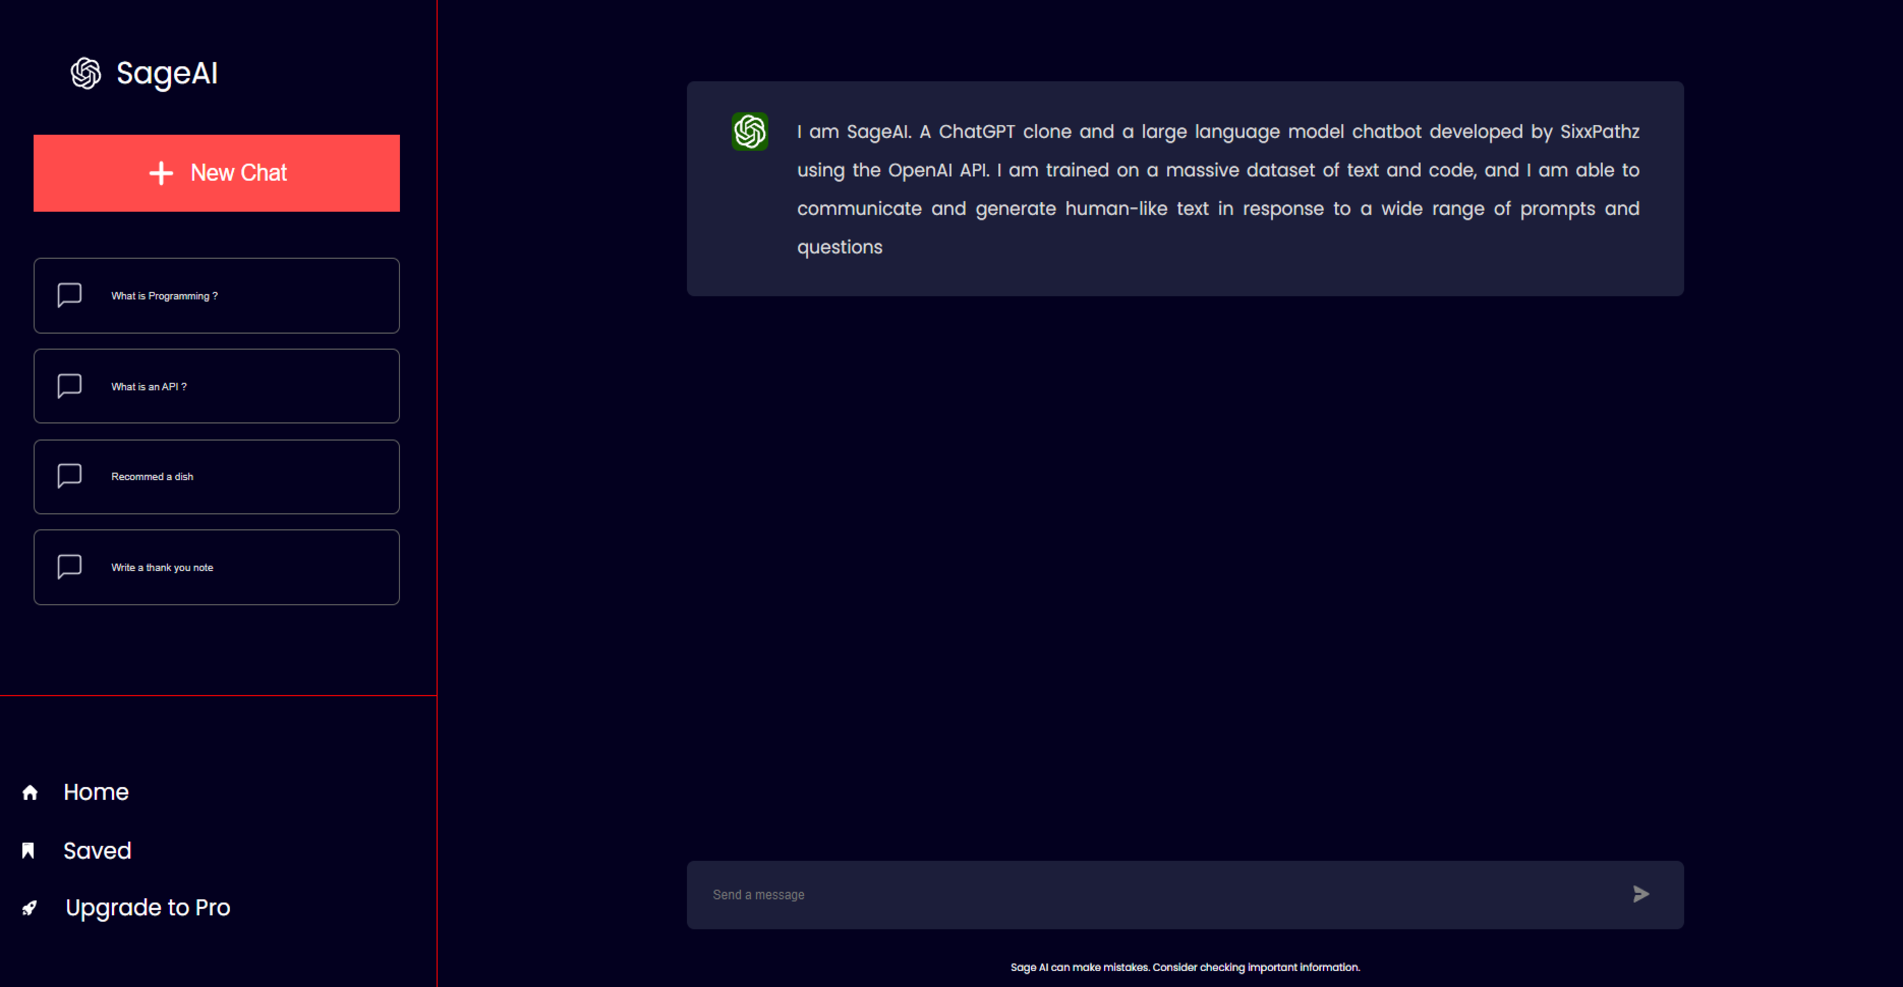 SageAI
New Chat
What is Programming ?
What is an API ?
Recommed a dish
Write a thank you note
Home
Saved
Upgrade to Pro
I am SageAI. A ChatGPT clone and a large language model chatbot developed by SixxPathz
using the OpenAI API. I am trained on a massive dataset of text and code, and I am able to
communicate and generate human-like text in response to a wide range of prompts and
questions
Send a message
Sage AI can make mistakes. Consider checking important information.